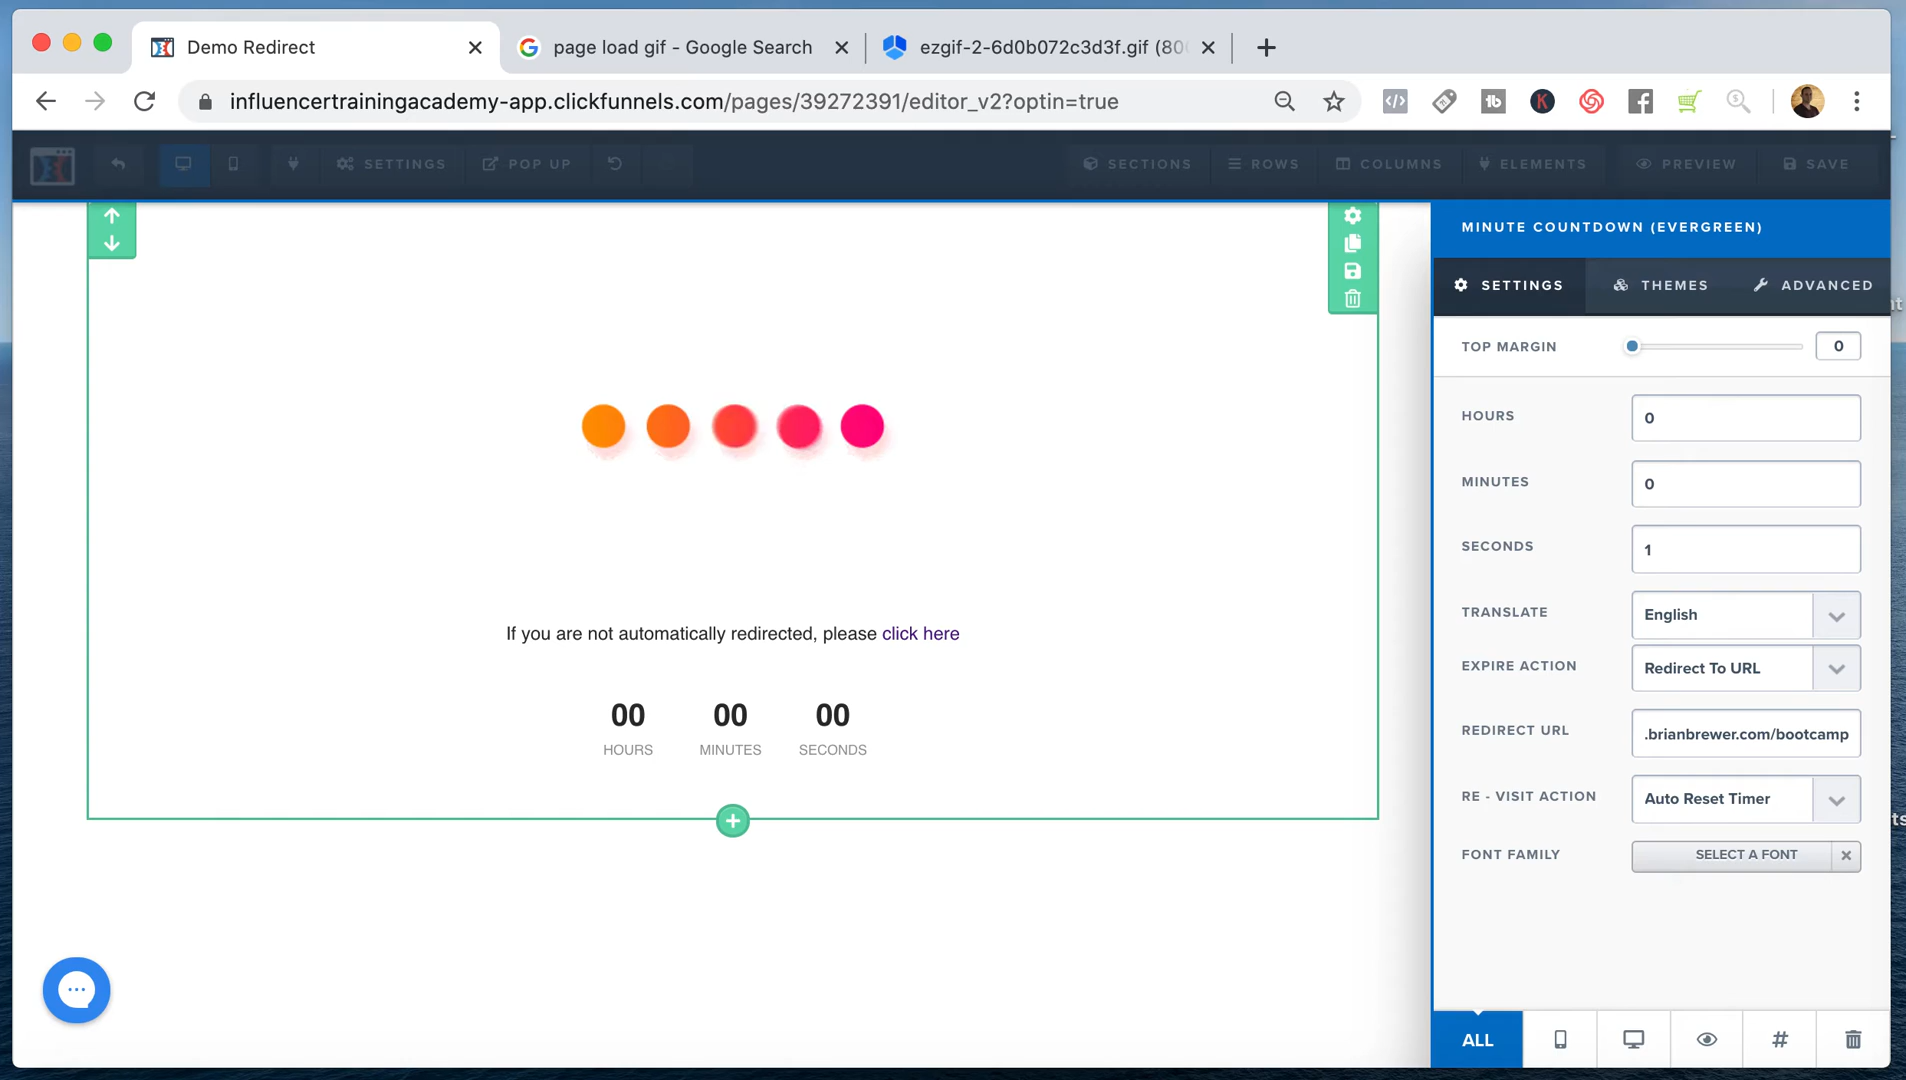 Demo Redirect
page load gif - Google Search
ezgif-2-6d0b072c3d3f.gif (80
influencertrainingacademy-app.clickfunnels.com/pages/39272391/editor_v2?optin=true
SETTINGS
POP UP
SECTIONS
ROWS
COLUMNS
ELEMENTS
PREVIEW
SAVE
MINUTE COUNTDOWN (EVERGREEN)
SETTINGS
THEMES
ADVANCED
TOP MARGIN
0
HOURS
0
MINUTES
0
SECONDS
1
TRANSLATE
English
EXPIRE ACTION
Redirect To URL
REDIRECT URL
.brianbrewer.com/bootcamp
RE - VISIT ACTION
Auto Reset Timer
FONT FAMILY
SELECT A FONT
If you are not automatically redirected, please click here
00 00 00
HOURS MINUTES SECONDS
ALL
#